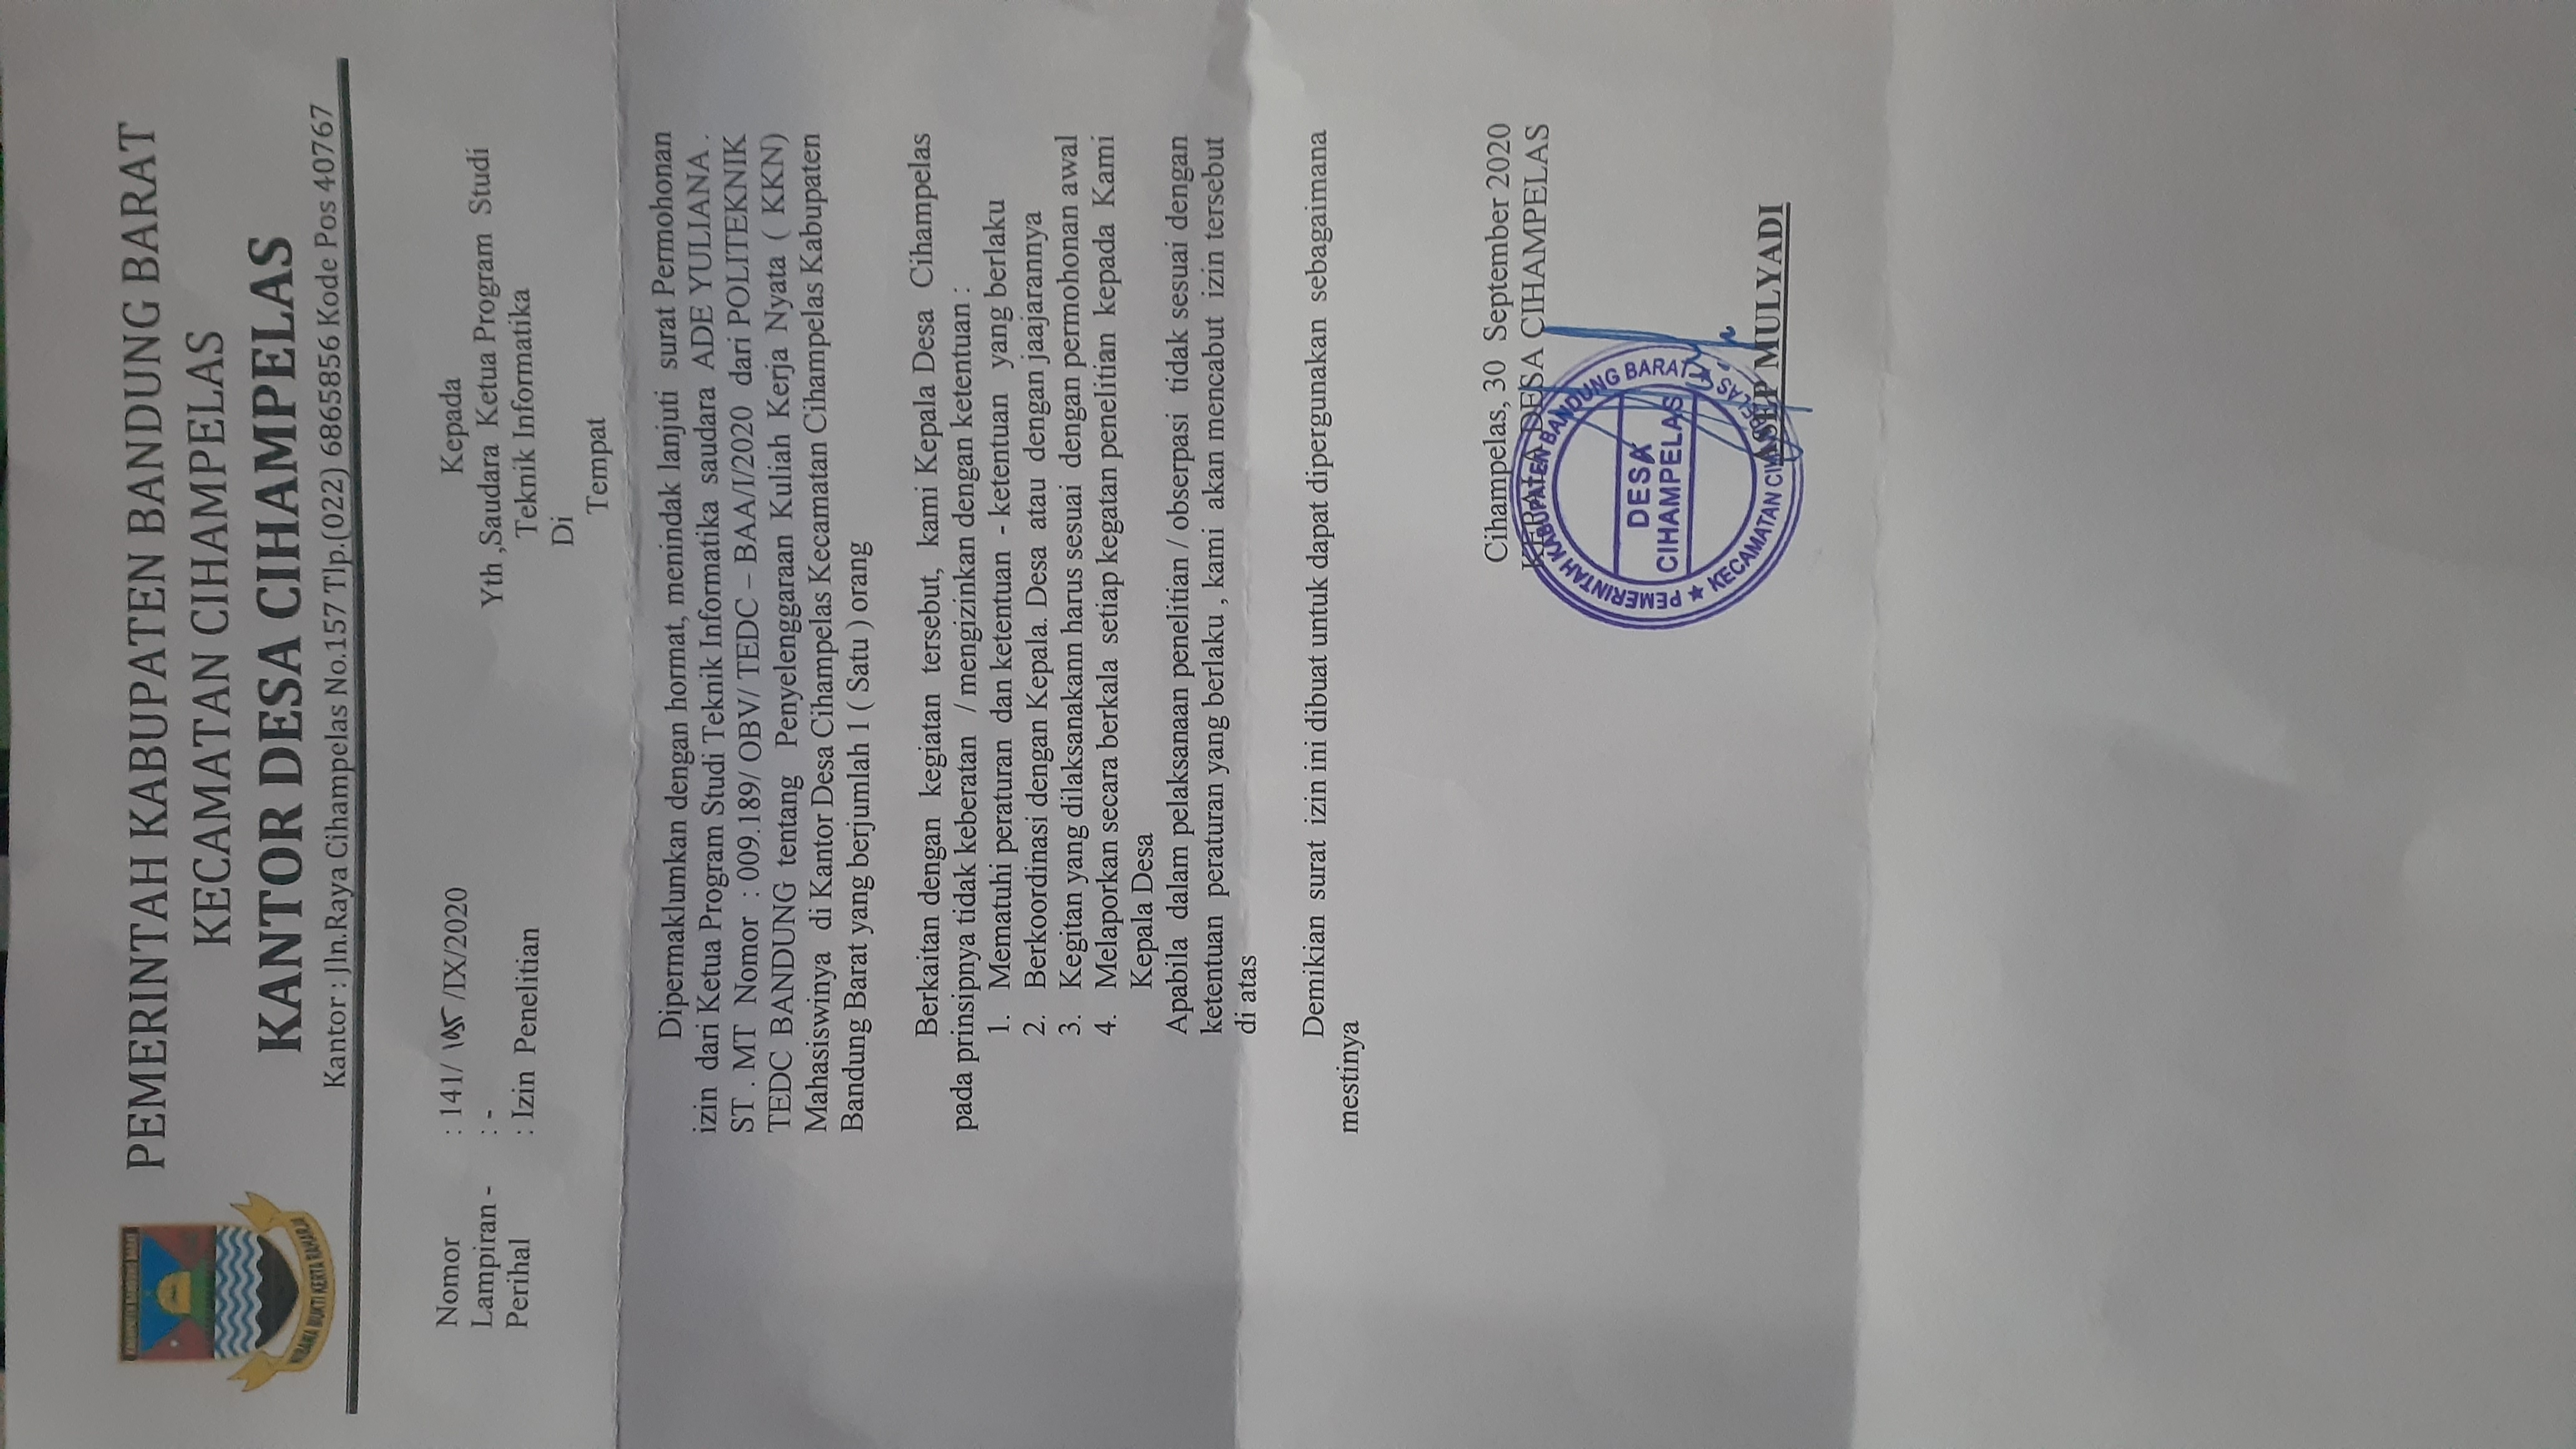 KABUPATEN BANDUNG BARAT
WIBAWA MUKTI KERTA RAHARJA
PEMERINTAH KABUPATEN BANDUNG BARAT
KECAMATAN CIHAMPELAS
KANTOR DESA CIHAMPELAS
Kantor : Jln.Raya Cihampelas No.157 Tlp.(022) 6865856 Kode Pos 40767
Nomor : 141/ 195 /IX/2020
Lampiran - : -
Perihal : Izin Penelitian
Kepada
Yth ,Saudara Ketua Program Studi
Teknik Informatika
Di
Tempat
Dipermaklumkan dengan hormat, menindak lanjuti surat Permohonan
izin dari Ketua Program Studi Teknik Informatika saudara ADE YULIANA .
ST . MT Nomor : 009.189/ OBV/ TEDC – BAA/I/2020 dari POLITEKNIK
TEDC BANDUNG tentang Penyelenggaraan Kuliah Kerja Nyata ( KKN)
Mahasiswinya di Kantor Desa Cihampelas Kecamatan Cihampelas Kabupaten
Bandung Barat yang berjumlah 1 ( Satu ) orang
Berkaitan dengan kegiatan tersebut, kami Kepala Desa Cihampelas
pada prinsipnya tidak keberatan / mengizinkan dengan ketentuan :
1. Mematuhi peraturan dan ketentuan - ketentuan yang berlaku
2. Berkoordinasi dengan Kepala. Desa atau dengan jaajarannya
3. Kegitan yang dilaksanakann harus sesuai dengan permohonan awal
4. Melaporkan secara berkala setiap kegatan penelitian kepada Kami
Kepala Desa
Apabila dalam pelaksanaan penelitian / obserpasi tidak sesuai dengan
ketentuan peraturan yang berlaku , kami akan mencabut izin tersebut
di atas
Demikian surat izin ini dibuat untuk dapat dipergunakan sebagaimana
mestinya
Cihampelas, 30 September 2020
KEPALA DESA CIHAMPELAS
PEMERINTAH KABUPATEN BANDUNG BARAT
DESA
CIHAMPELAS
KECAMATAN CIHAMPELAS
ASEP MULYADI